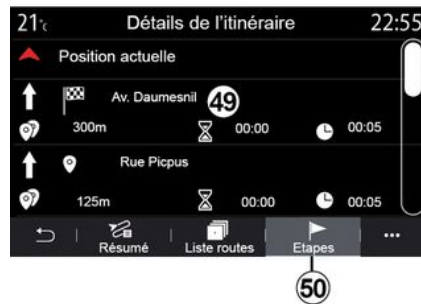 21°c Détails de l'itinéraire 22:55
Position actuelle
Av. Daumesnil 49
300m 00:00 00:05
Rue Picpus
125m 00:00 00:05
Résumé Liste routes Etapes ...
50